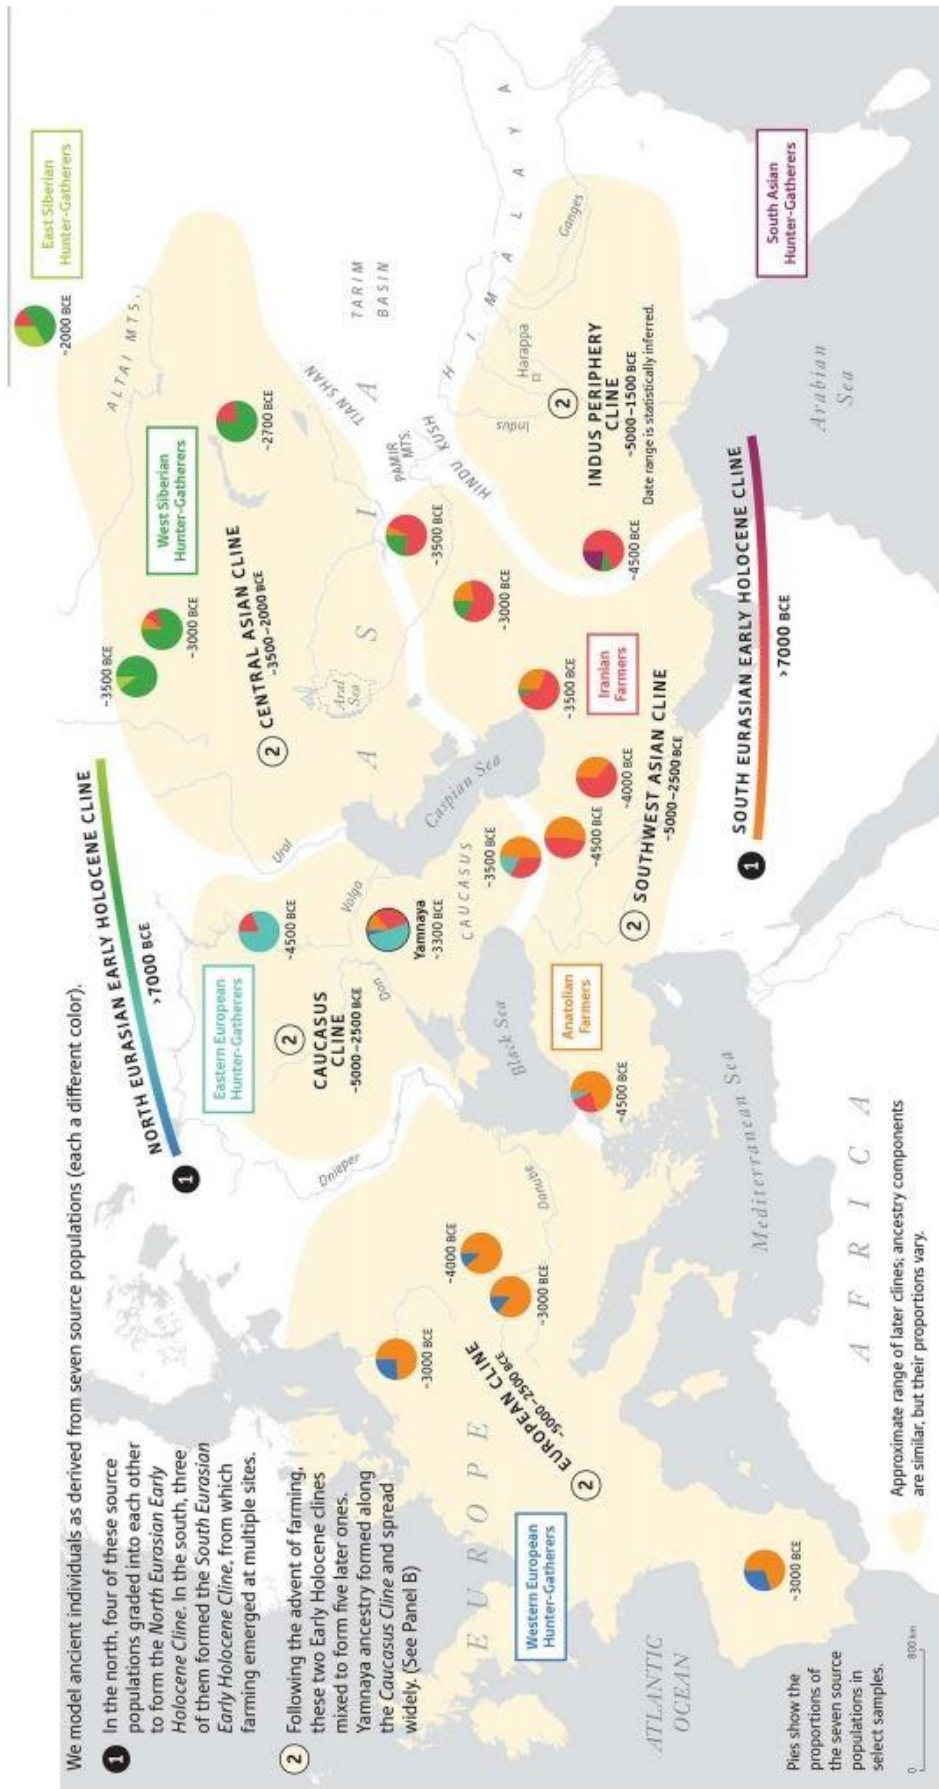 We model ancient individuals as derived from seven source populations (each a different color).
1
In the north, four of these source
populations graded into each other
to form the North Eurasian Early
Holocene Cline. In the south, three
of them formed the South Eurasian
Early Holocene Cline, from which
farming emerged at multiple sites.
2
Following the advent of farming,
these two Early Holocene clines
mixed to form five later ones.
Yamnaya ancestry formed along
the Caucasus Cline and spread
widely. (See Panel B)
1
NORTH EURASIAN EARLY HOLOCENE CLINE
>7000 BCE
East Siberian
Hunter-Gatherers
~2000 BCE
ALTAI MTS.
West Siberian
Hunter-Gatherers
~2700 BCE
~3500 BCE
~3000 BCE
2
CENTRAL ASIAN CLINE
~3500–2000 BCE
Aral
Sea
TIAN SHAN
TARIM
BASIN
ASIA
PAMIR
MTS.
HINDU KUSH
HIMALAYA
Eastern European
Hunter-Gatherers
~4500 BCE
Ural
Volga
Don
2
CAUCASUS
CLINE
~5000–2500 BCE
Yamnaya
~3300 BCE
CAUCASUS
Caspian Sea
Black Sea
Dnieper
Danube
~3500 BCE
~3000 BCE
~3500 BCE
~3500 BCE
~4500 BCE
~4000 BCE
Iranian
Farmers
2
SOUTHWEST ASIAN CLINE
~5000–2500 BCE
Anatolian
Farmers
~4500 BCE
Indus
Harappa
Ganges
2
INDUS PERIPHERY
CLINE
~5000–1500 BCE
Date range is statistically inferred.
~4500 BCE
South Asian
Hunter-Gatherers
Arabian
Sea
1
SOUTH EURASIAN EARLY HOLOCENE CLINE
>7000 BCE
EUROPE
~3000 BCE
~4000 BCE
~3000 BCE
2
EUROPEAN CLINE
~5000–2500 BCE
Western European
Hunter-Gatherers
~3000 BCE
ATLANTIC
OCEAN
Mediterranean Sea
AFRICA
Pies show the
proportions of
the seven source
populations in
select samples.
0
800 km
Approximate range of later clines; ancestry components
are similar, but their proportions vary.